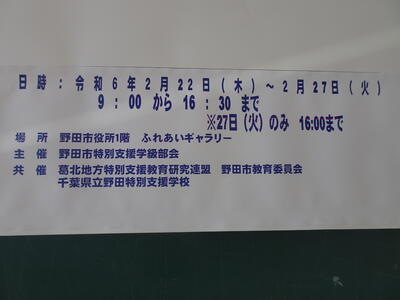 日時：令和6年2月22日（木）～2月27日（火）
9：00から16：30まで
※27日（火）のみ 16:00まで
場所 野田市役所1階 ふれあいギャラリー
主催 野田市特別支援学級部会
共催 葛北地方特別支援教育研究連盟 野田市教育委員会
千葉県立野田特別支援学校